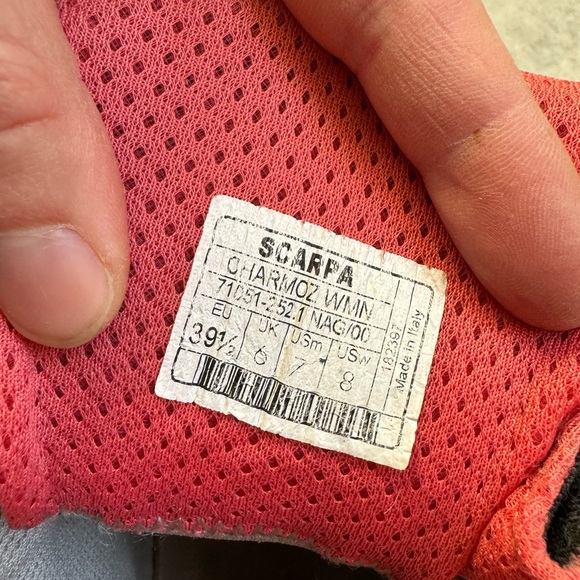 SCARPA
CHARMOZ WMN
71051-252.1 NAG/00
EU UK USm USw
39½ 6 7 8
182397
Made in Italy